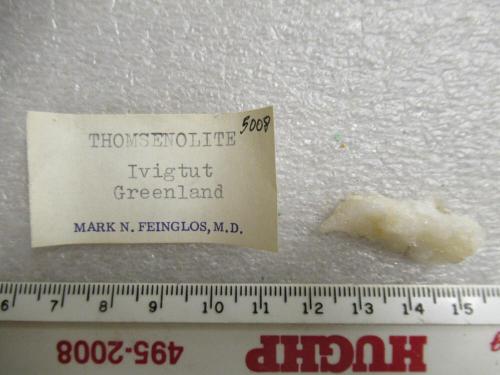 5008
THOMSENOLITE
Ivigtut
Greenland
MARK N. FEINGLOS, M.D.
6 7 8 9 10 11 12 13 14 15
495-2008 HUGHP